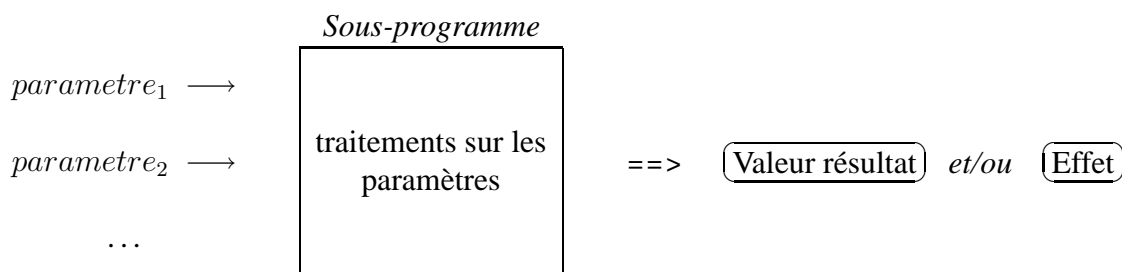 Sous-programme
parametre₁ ⟶
traitements sur les
parametre₂ ⟶
paramètres
==> Valeur résultat et/ou Effet
...